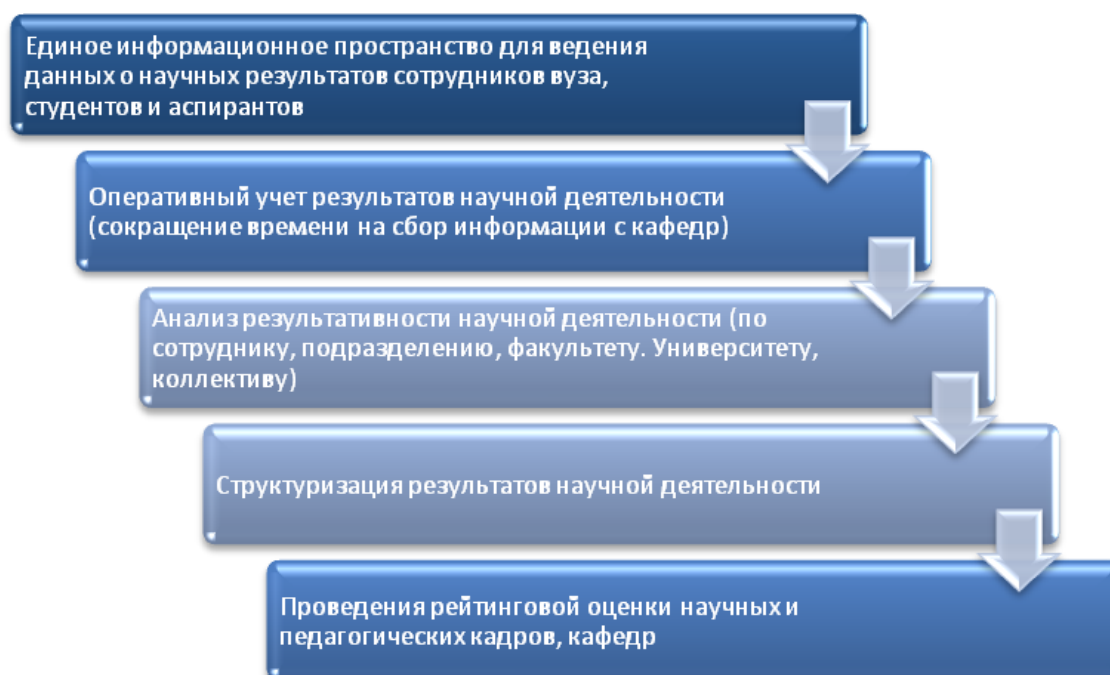 Единое информационное пространство для ведения
данных о научных результатов сотрудников вуза,
студентов и аспирантов
Оперативный учет результатов научной деятельности
(сокращение времени на сбор информации с кафедр)
Анализ результативности научной деятельности (по
сотруднику, подразделению, факультету. Университету,
коллективу)
Структуризация результатов научной деятельности
Проведения рейтинговой оценки научных и
педагогических кадров, кафедр